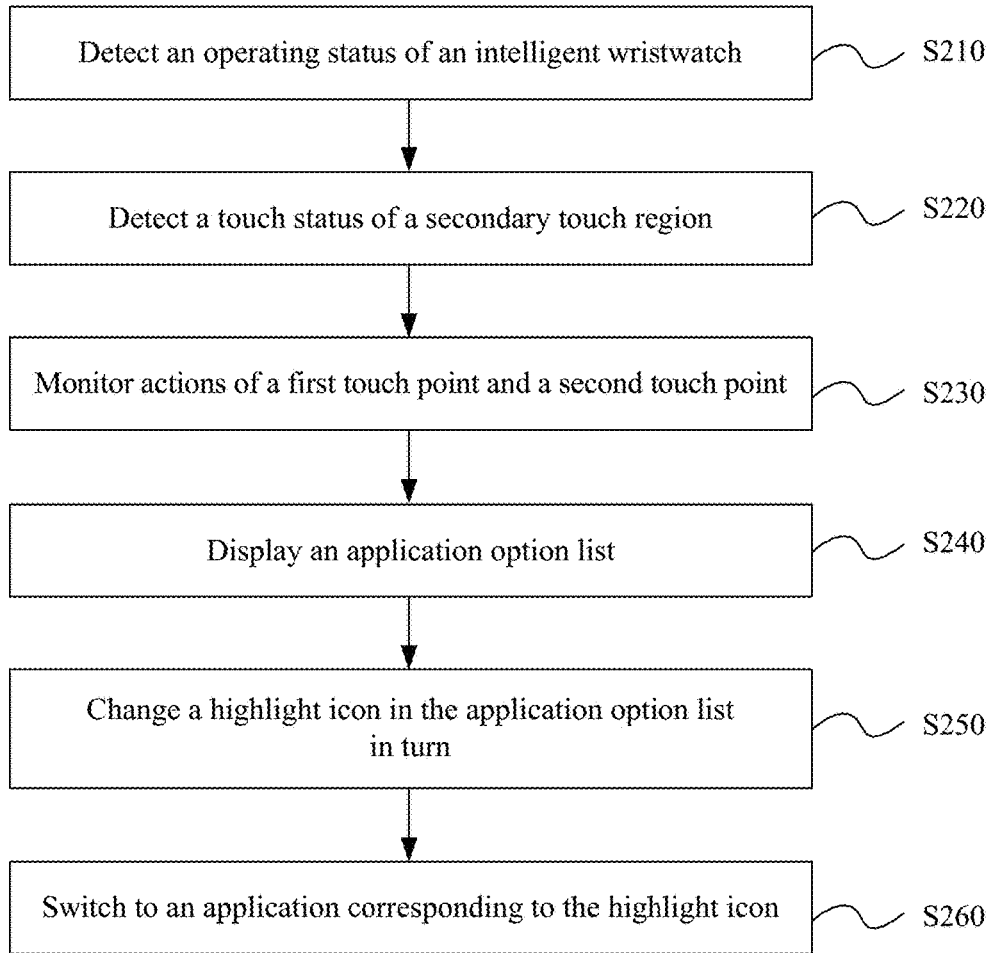 Detect an operating status of an intelligent wristwatch
S210
Detect a touch status of a secondary touch region
S220
Monitor actions of a first touch point and a second touch point
S230
Display an application option list
S240
Change a highlight icon in the application option list
in turn
S250
Switch to an application corresponding to the highlight icon
S260